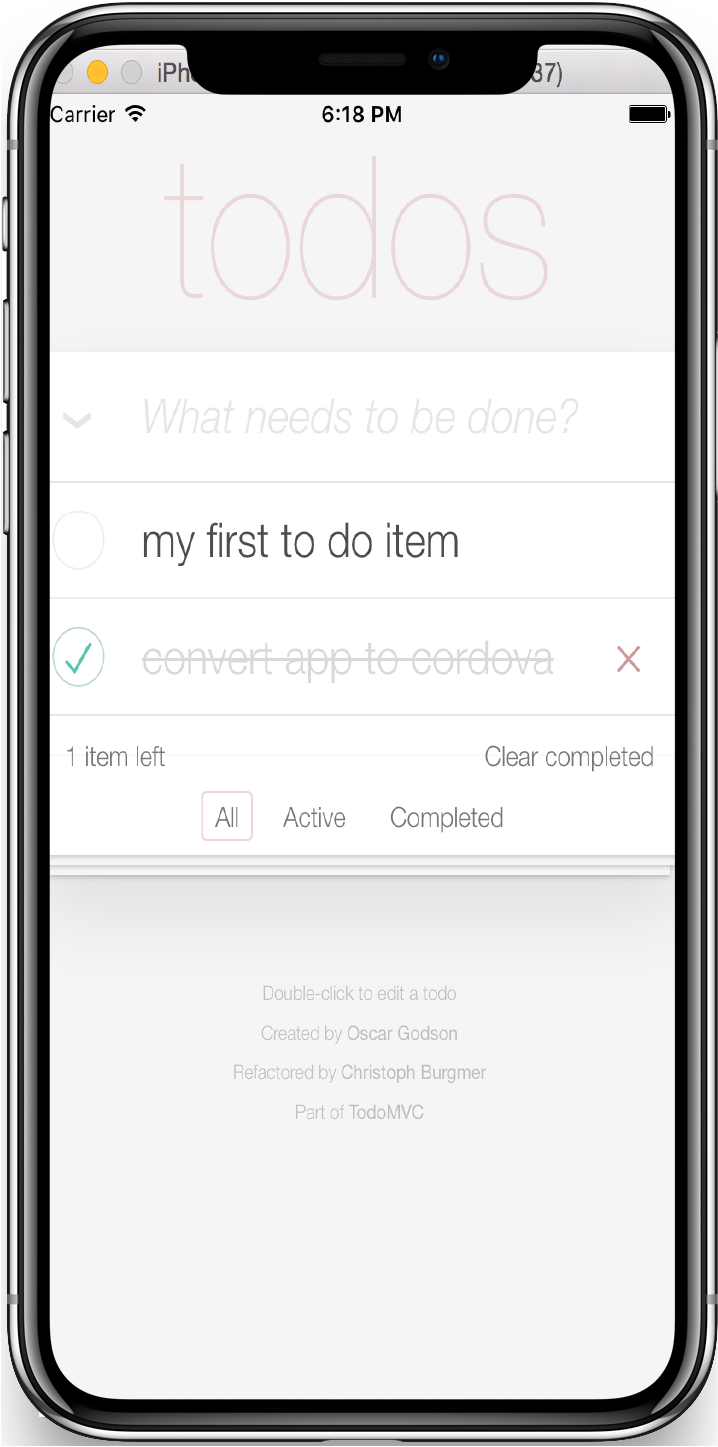 iPh 37)
Carrier 6:18 PM
todos
What needs to be done?
my first to do item
convert app to cordova
1 item left Clear completed
All Active Completed
Double-click to edit a todo
Created by Oscar Godson
Refactored by Christoph Burgmer
Part of TodoMVC